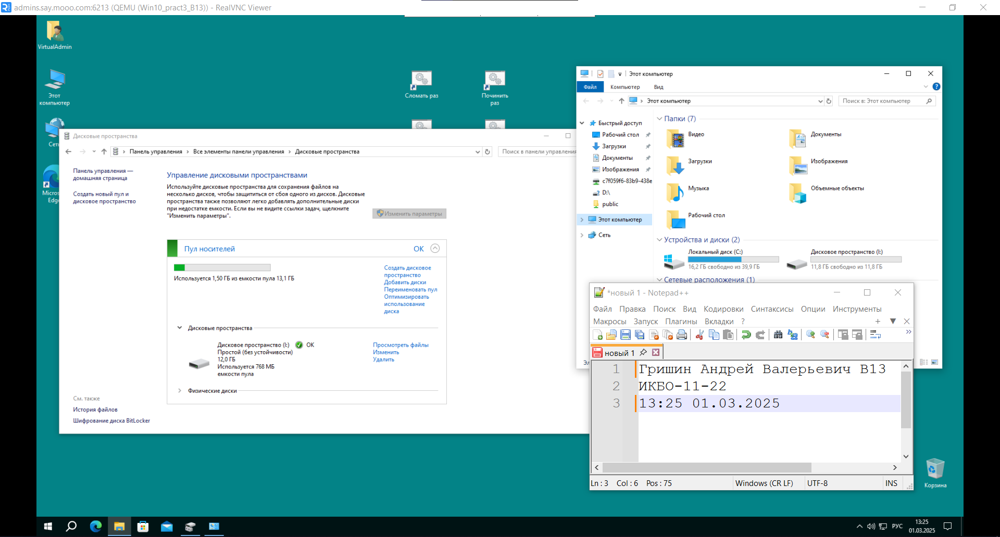 admins.say.mooo.com:6213 (QEMU (Win10_pract3_B13)) - RealVNC Viewer
VirtualAdmin
Этот
компьютер
Сломать раз
Починить
раз
Micros
Edge
Дисковые пространства
Панель управления
Все элементы панели управления
Дисковые пространства
Поиск в панели управления
Панель управления —
домашняя страница
Создать новый пул и
дисковое пространство
Управление дисковыми пространствами
Используйте дисковые пространства для сохранения файлов на
несколько дисков, чтобы защититься от сбоя одного из дисков. Дисковые
пространства также позволяют легко добавлять дополнительные диски
при недостатке емкости. Если вы не видите ссылки задач, щелкните
"Изменить параметры".
Изменить параметры
Пул носителей
ОК
Используется 1,50 ГБ из емкости пула 13,1 ГБ
Создать дисковое
пространство
Добавить диски
Переименовать пул
Оптимизировать
использование
диска
Дисковые пространства
Дисковое пространство (I:)
ОК
Простой (без устойчивости)
12,0 ГБ
Используется 768 МБ
емкости пула
Просмотреть файлы
Изменить
Удалить
Физические диски
См. также
История файлов
Шифрование диска BitLocker
Этот компьютер
Файл
Компьютер
Вид
Этот компьютер
Поиск в: Этот компьютер
Быстрый доступ
Рабочий стол
Загрузки
Документы
Изображения
c7f059f6-83b9-438e
D:\
public
Этот компьютер
Сеть
Папки (7)
Видео
Документы
Загрузки
Изображения
Музыка
Объемные объекты
Рабочий стол
Устройства и диски (2)
Локальный диск (C:)
16,2 ГБ свободно из 39,9 ГБ
Дисковое пространство (I:)
11,8 ГБ свободно из 11,8 ГБ
Сетевые расположения (1)
*новый 1 - Notepad++
Файл Правка Поиск Вид Кодировки Синтаксисы Опции Инструменты
Макросы Запуск Плагины Вкладки ?
новый 1
1 Гришин Андрей Валерьевич В13
2 ИКБО-11-22
3 13:25 01.03.2025
Ln : 3 Col : 6 Pos : 75
Windows (CR LF)
UTF-8
INS
Корзина
РУС
13:25
01.03.2025